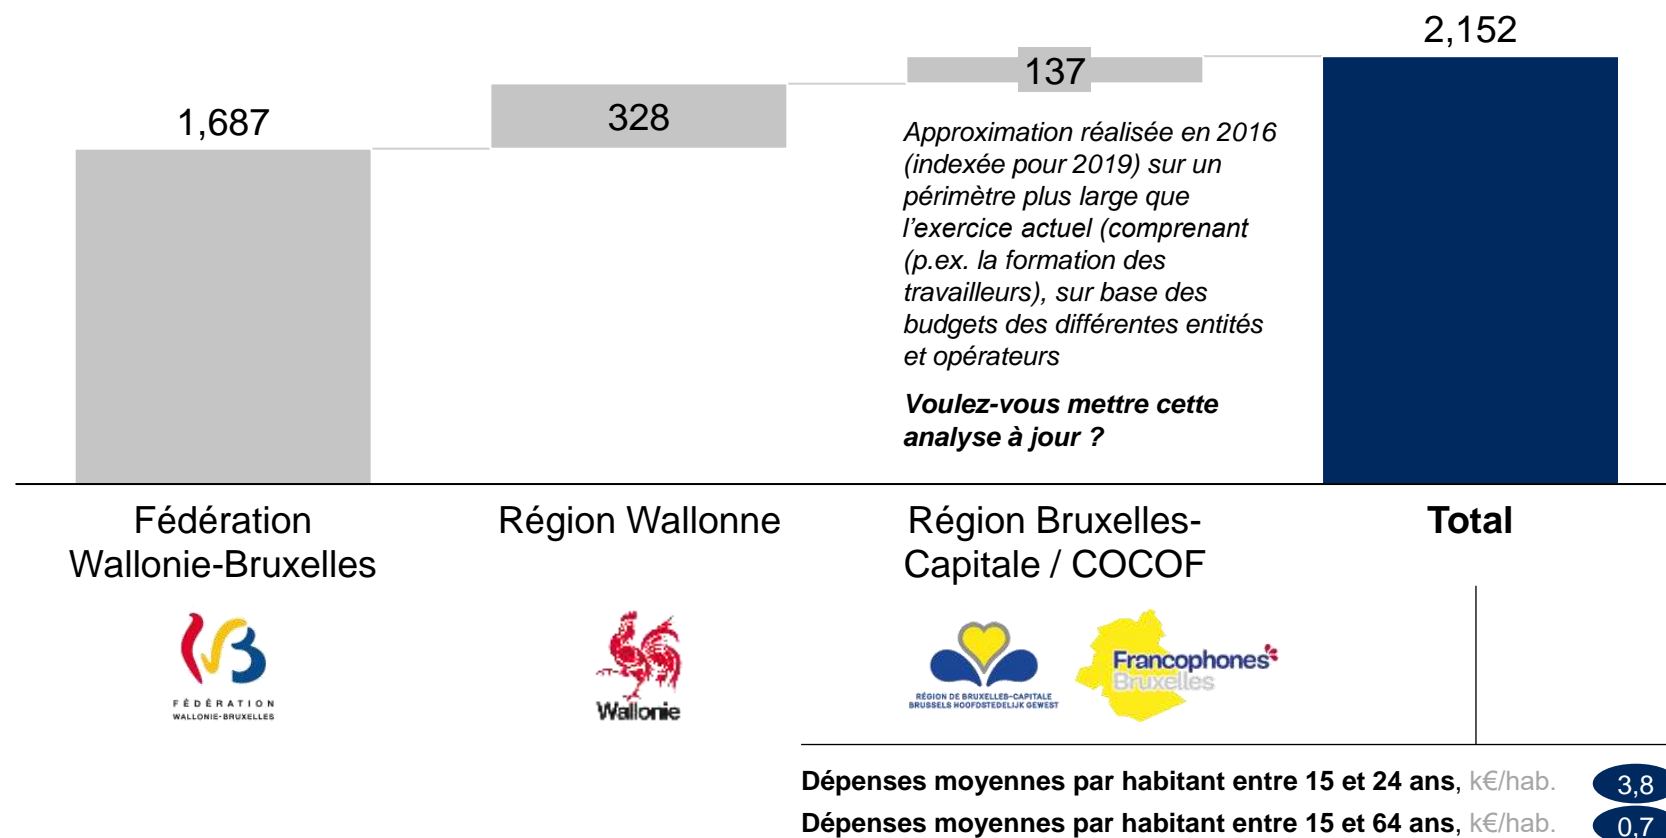 2,152
137
1,687
328
Approximation réalisée en 2016
(indexée pour 2019) sur un
périmètre plus large que
l’exercice actuel (comprenant
(p.ex. la formation des
travailleurs), sur base des
budgets des différentes entités
et opérateurs
Voulez-vous mettre cette
analyse à jour ?
Fédération
Wallonie-Bruxelles
Région Wallonne
Région Bruxelles-
Capitale / COCOF
Total
FÉDÉRATION
WALLONIE-BRUXELLES
Wallonie
RÉGION DE BRUXELLES-CAPITALE
BRUSSELS HOOFDSTEDELIJK GEWEST
Francophones
Bruxelles
Dépenses moyennes par habitant entre 15 et 24 ans, k€/hab. 3,8
Dépenses moyennes par habitant entre 15 et 64 ans, k€/hab. 0,7